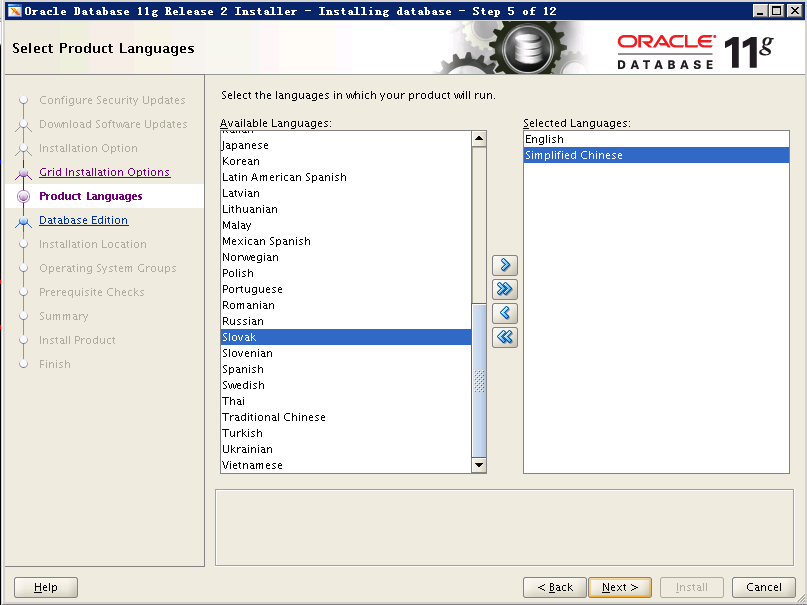 Oracle Database 11g Release 2 Installer - Installing database - Step 5 of 12
Select Product Languages
ORACLE
DATABASE
11g
Configure Security Updates
Download Software Updates
Installation Option
Grid Installation Options
Product Languages
Database Edition
Installation Location
Operating System Groups
Prerequisite Checks
Summary
Install Product
Finish
Select the languages in which your product will run.
Available Languages:
Italian
Japanese
Korean
Latin American Spanish
Latvian
Lithuanian
Malay
Mexican Spanish
Norwegian
Polish
Portuguese
Romanian
Russian
Slovak
Slovenian
Spanish
Swedish
Thai
Traditional Chinese
Turkish
Ukrainian
Vietnamese
Selected Languages:
English
Simplified Chinese
Help
< Back
Next >
Install
Cancel